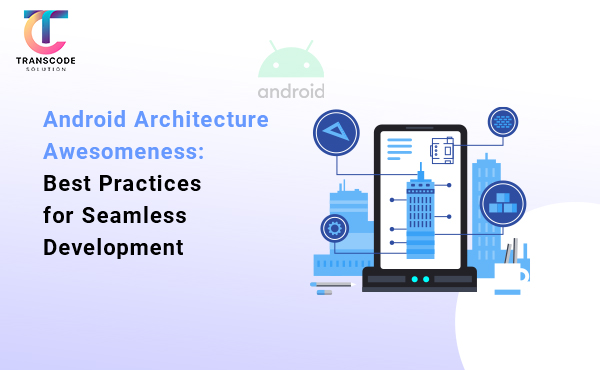 TRANSCODE
SOLUTION
android
Android Architecture
Awesomeness:
Best Practices
for Seamless
Development